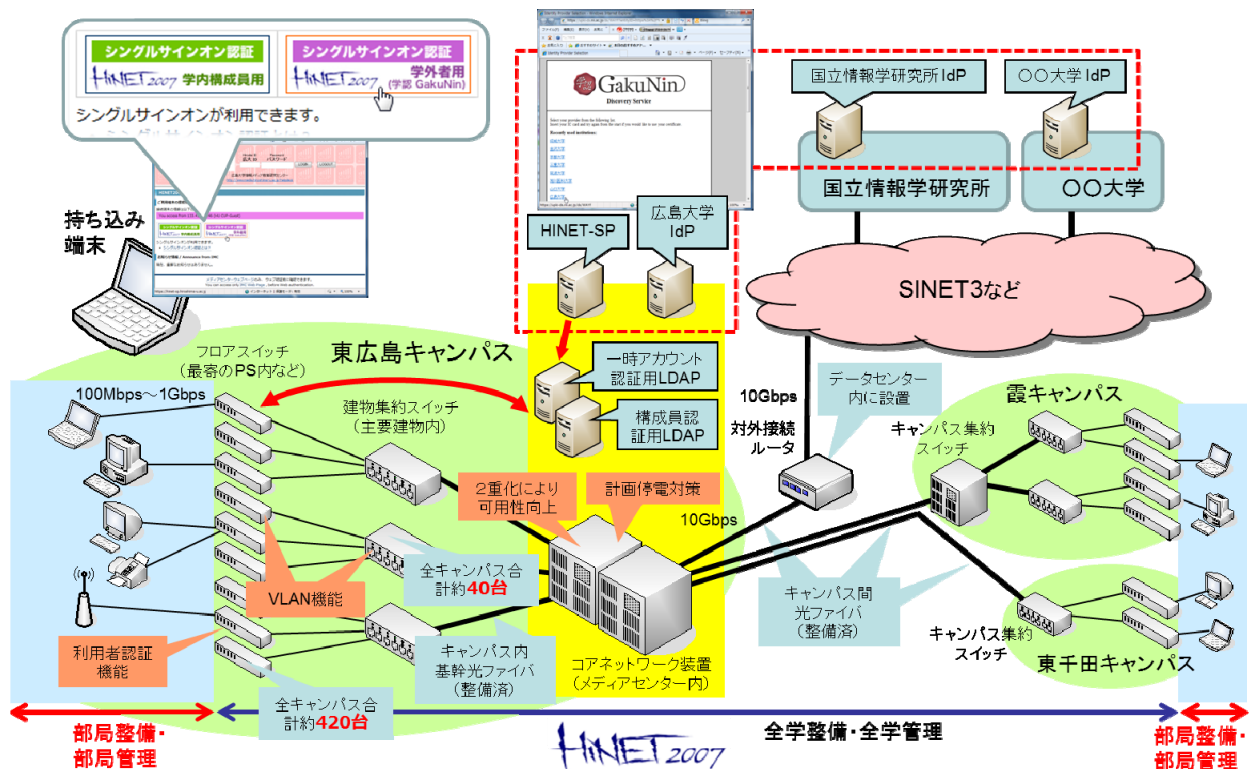 シングルサインオン認証
HiNET2007 学内構成員用
シングルサインオン認証
HiNET2007 学外者用
(学認 GakuNin)
シングルサインオンが利用できます。
持ち込み
端末
GakuNin
Discovery Service
Recently used institutions:
HINET-SP
広島大学
IdP
国立情報学研究所IdP
〇〇大学IdP
国立情報学研究所
〇〇大学
SINET3など
フロアスイッチ
(最寄のPS内など)
東広島キャンパス
100Mbps～1Gbps
建物集約スイッチ
(主要建物内)
一時アカウント
認証用LDAP
構成員認
証用LDAP
10Gbps
対外接続
ルータ
データセンター
内に設置
霞キャンパス
キャンパス集約
スイッチ
2重化により
可用性向上
計画停電対策
10Gbps
VLAN機能
全キャンパス合
計約40台
利用者認証
機能
キャンパス内
基幹光ファイバ
(整備済)
コアネットワーク装置
(メディアセンター内)
キャンパス間
光ファイバ
(整備済)
キャンパス集約
スイッチ
東千田キャンパス
全キャンパス合
計約420台
部局整備・
部局管理
HiNET2007
全学整備・全学管理
部局整備・
部局管理